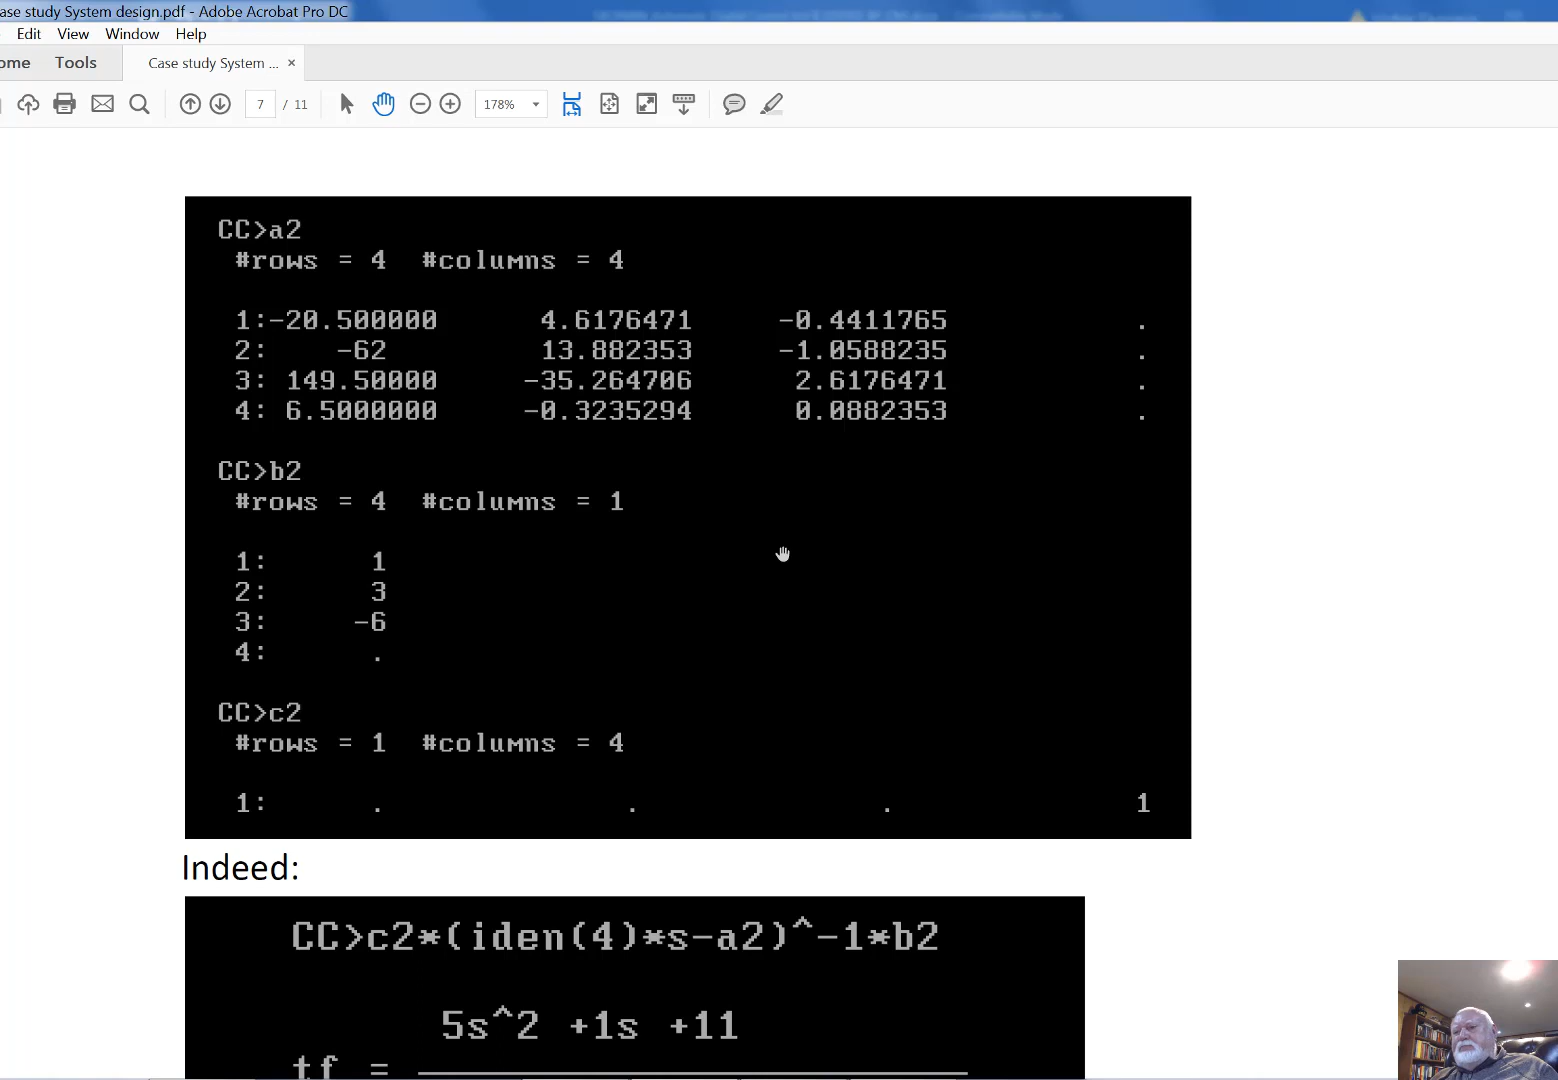 ase study System design.pdf - Adobe Acrobat Pro DC
Edit View Window Help
ome Tools Case study System ... ×
7 / 11 178%
CC>a2
#rows = 4 #columns = 4
1:-20.500000 4.6176471 -0.4411765 .
2: -62 13.882353 -1.0588235 .
3: 149.50000 -35.264706 2.6176471 .
4: 6.5000000 -0.3235294 0.0882353 .
CC>b2
#rows = 4 #columns = 1
1: 1
2: 3
3: -6
4: .
CC>c2
#rows = 1 #columns = 4
1: . . . 1
Indeed:
CC>c2*(iden(4)*s-a2)^-1*b2
5s^2 +1s +11
tf =